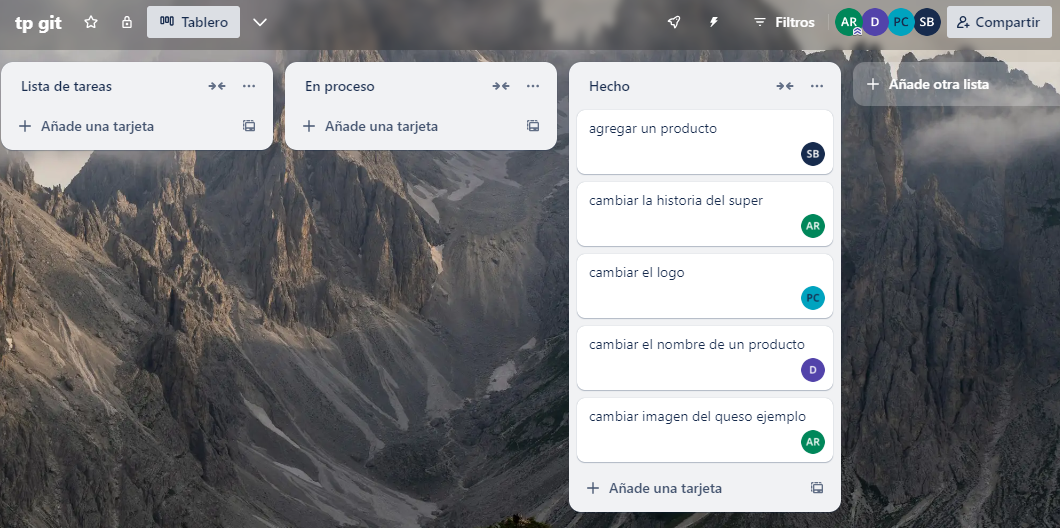 tp git
Tablero
Filtros
AR D PC SB
Compartir
Lista de tareas
Añade una tarjeta
En proceso
Añade una tarjeta
Hecho
agregar un producto
SB
cambiar la historia del super
AR
cambiar el logo
PC
cambiar el nombre de un producto
D
cambiar imagen del queso ejemplo
AR
Añade una tarjeta
Añade otra lista